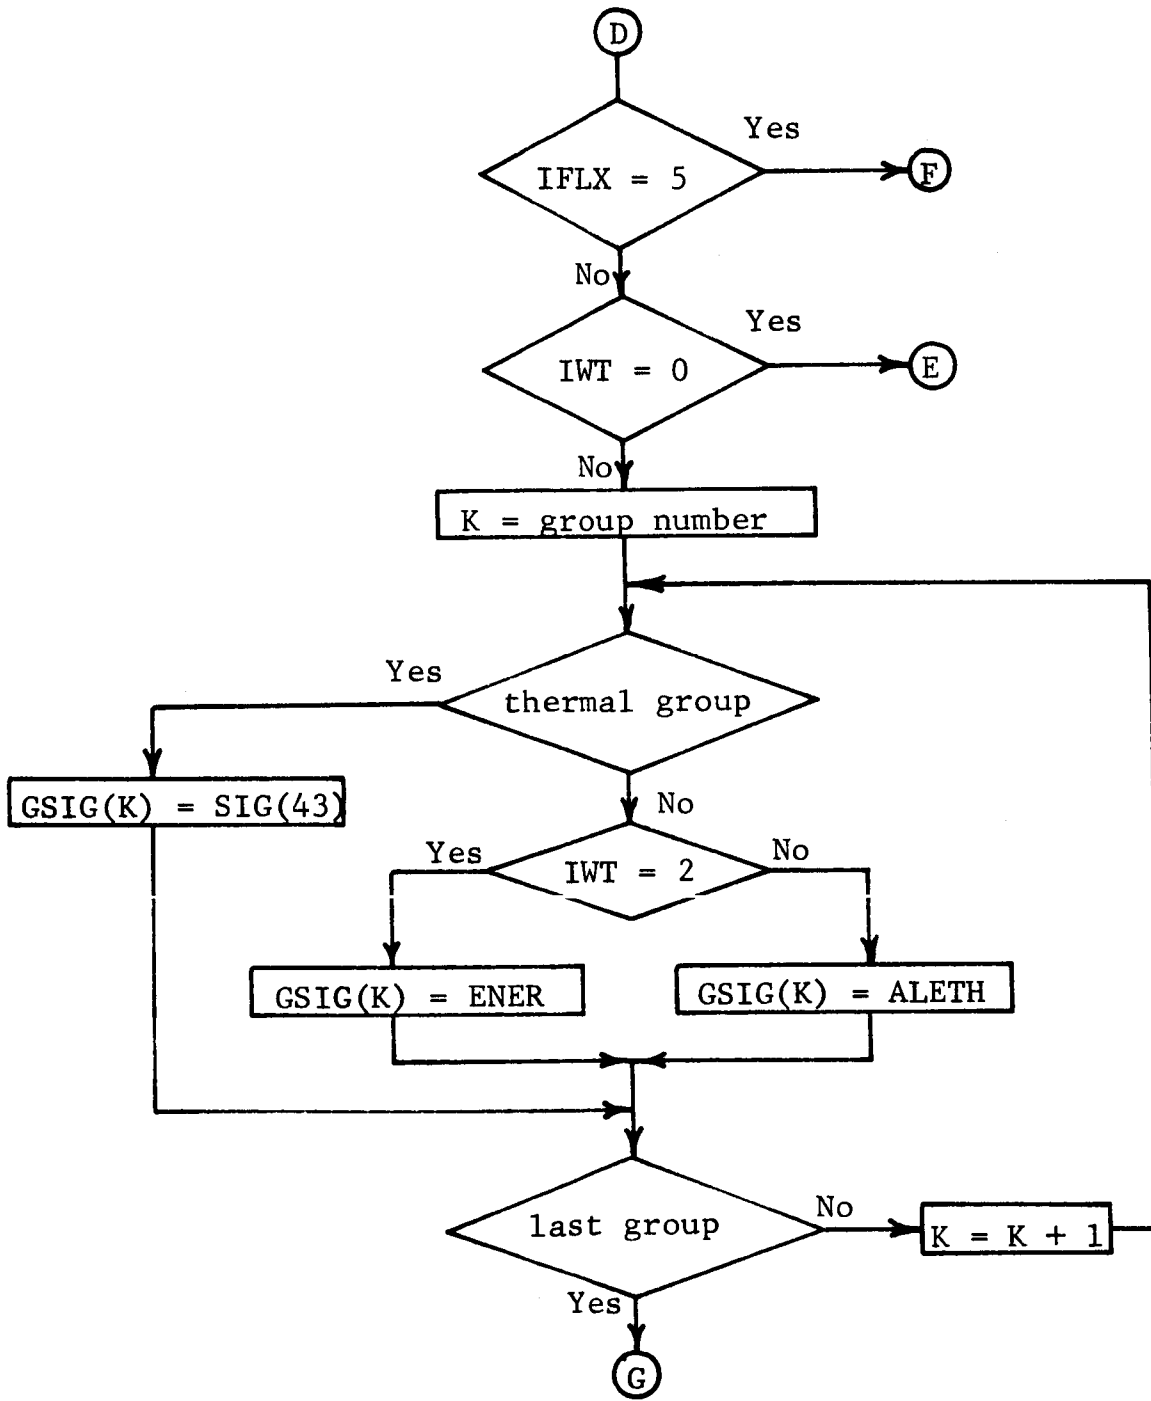 D
Yes
IFLX = 5
F
No
Yes
IWT = 0
E
No
K = group number
Yes
thermal group
GSIG(K) = SIG(43)
No
Yes
No
IWT = 2
GSIG(K) = ENER
GSIG(K) = ALETH
No
last group
K = K + 1
Yes
G